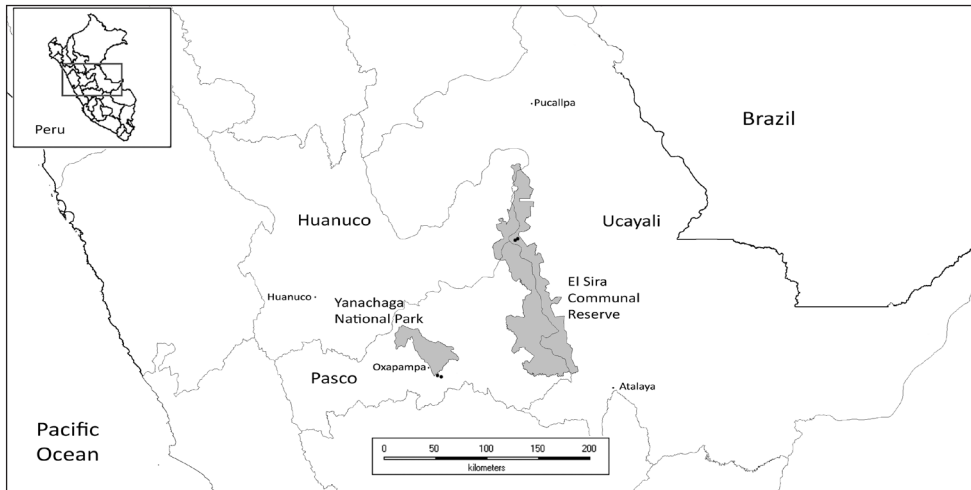 Peru
Pucallpa
Brazil
Huanuco
Ucayali
El Sira
Communal
Reserve
Huanuco
Yanachaga
National Park
Oxapampa
Pasco
Atalaya
Pacific
Ocean
0 50 100 150 200
kilometers